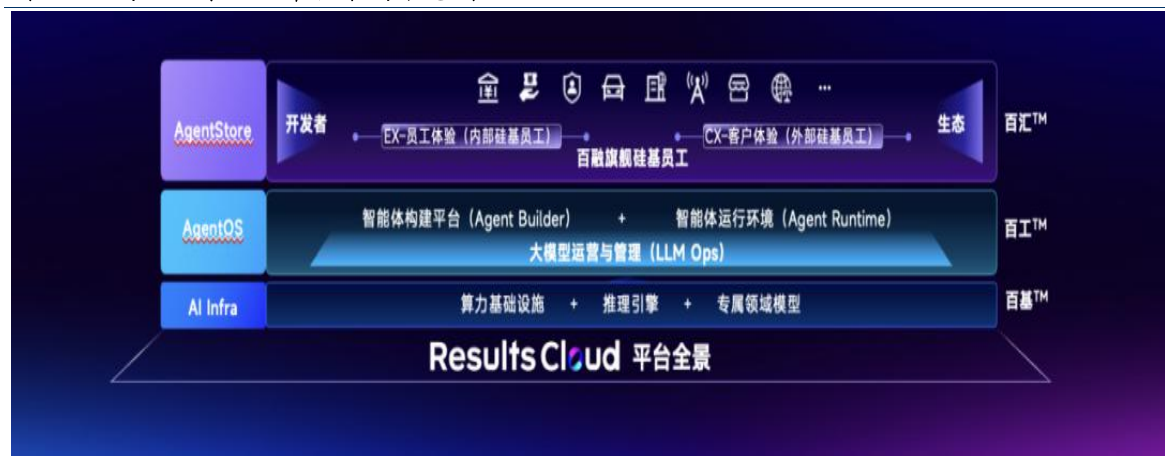 AgentStore
开发者
EX-员工体验（内部硅基员工）
CX-客户体验（外部硅基员工）
百融旗舰硅基员工
生态
百汇™
AgentOS
智能体构建平台（Agent Builder） + 智能体运行环境（Agent Runtime）
大模型运营与管理（LLM Ops）
百工™
AI Infra
算力基础设施 + 推理引擎 + 专属领域模型
百基™
Results Cloud 平台全景